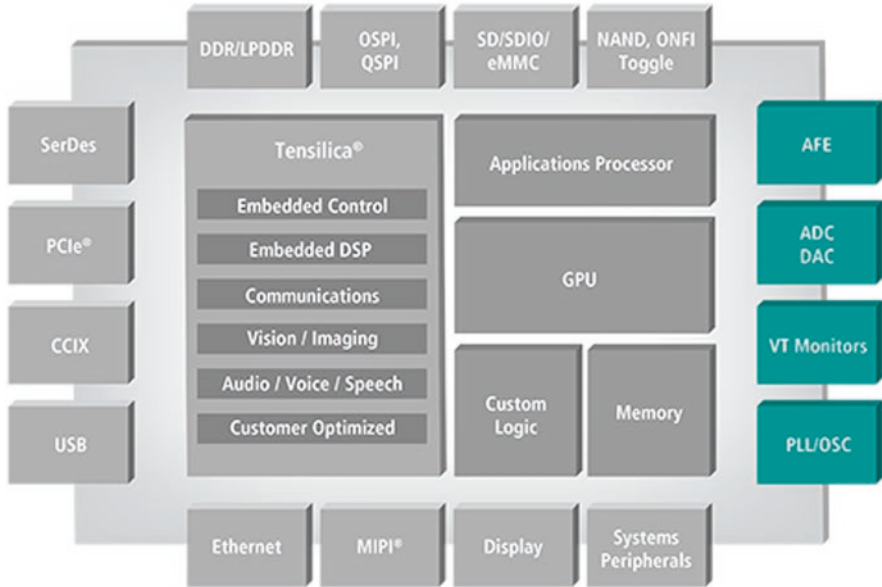 DDR/LPDDR
OSPI,
QSPI
SD/SDIO/
eMMC
NAND, ONFI
Toggle
SerDes
PCIe®
CCIX
USB
Tensilica®
Embedded Control
Embedded DSP
Communications
Vision / Imaging
Audio / Voice / Speech
Customer Optimized
Applications Processor
GPU
Custom
Logic
Memory
AFE
ADC
DAC
VT Monitors
PLL/OSC
Ethernet
MIPI®
Display
Systems
Peripherals